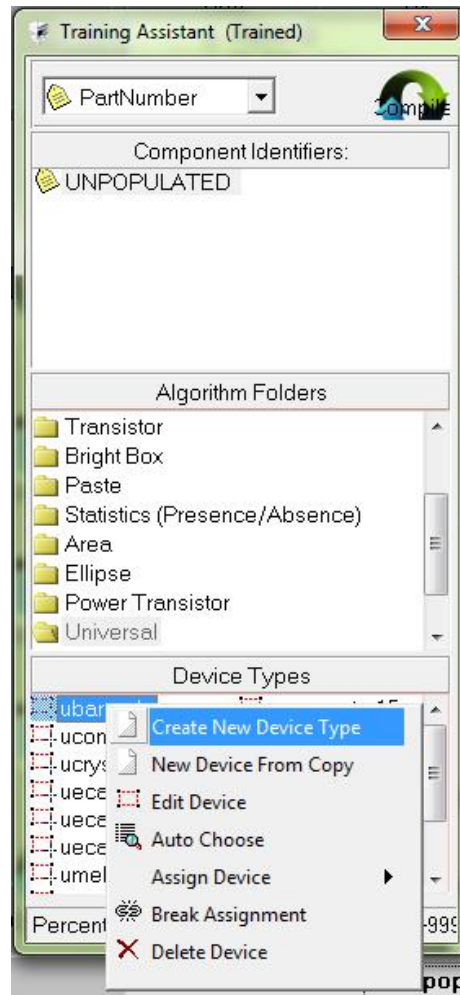 Training Assistant (Trained)
PartNumber
Compile
Component Identifiers:
UNPOPULATED
Algorithm Folders
Transistor
Bright Box
Paste
Statistics (Presence/Absence)
Area
Ellipse
Power Transistor
Universal
Device Types
Create New Device Type
New Device From Copy
Edit Device
Auto Choose
Assign Device
Break Assignment
Delete Device
Percent